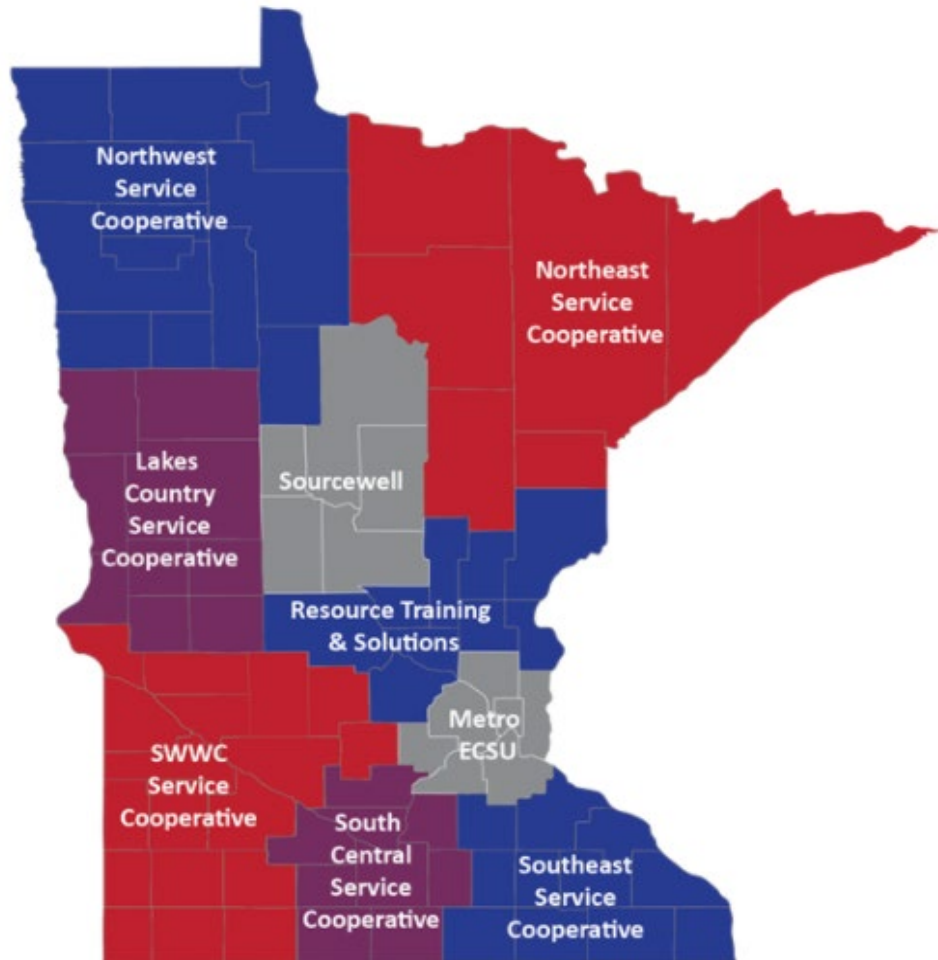 Northwest
Service
Cooperative
Northeast
Service
Cooperative
Lakes
Country
Service
Cooperative
Sourcewell
Resource Training
& Solutions
Metro
ECSU
SWWC
Service
Cooperative
South
Central
Service
Cooperative
Southeast
Service
Cooperative